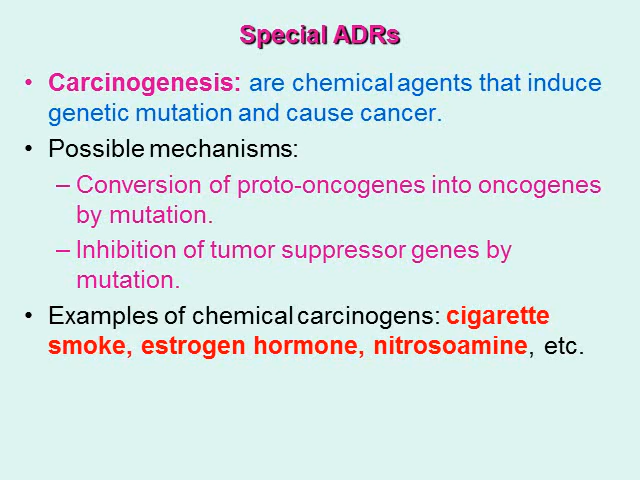 Special ADRs
• Carcinogenesis: are chemical agents that induce
genetic mutation and cause cancer.
• Possible mechanisms:
– Conversion of proto-oncogenes into oncogenes
by mutation.
– Inhibition of tumor suppressor genes by
mutation.
• Examples of chemical carcinogens: cigarette
smoke, estrogen hormone, nitrosoamine, etc.